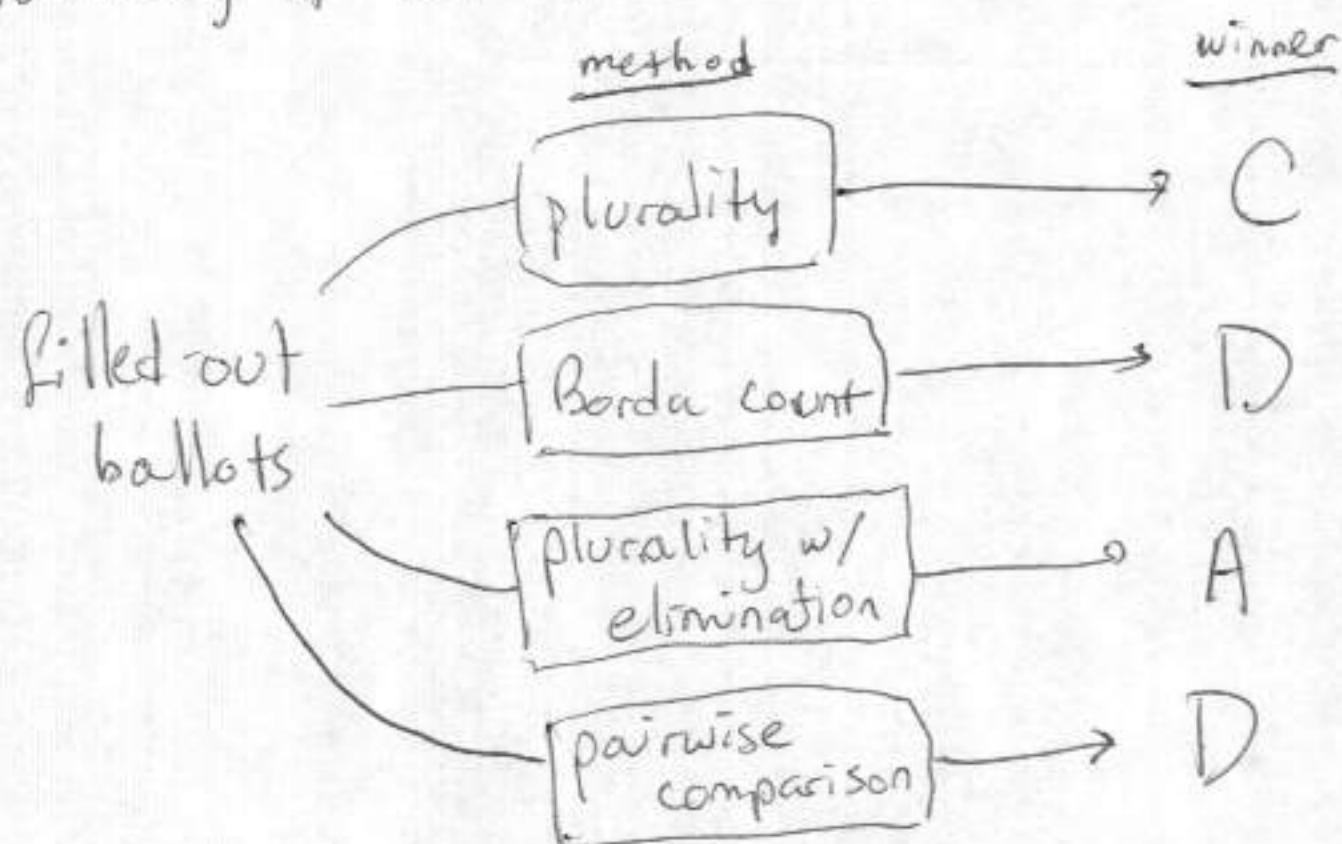 method winner
plurality C
filled out
ballots
Borda count D
plurality w/
elimination A
pairwise
comparison D